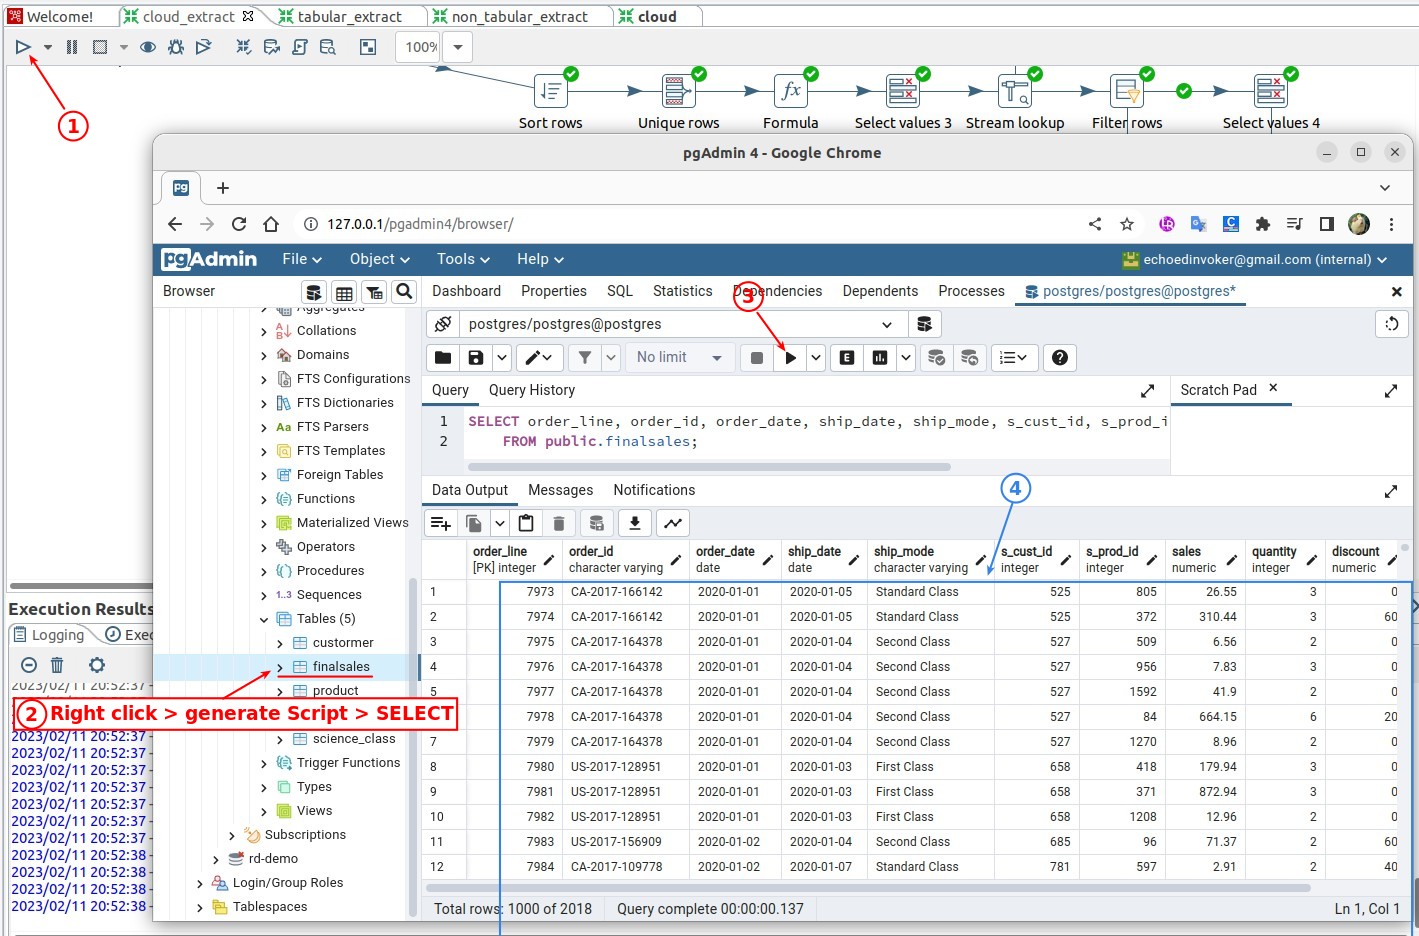 Welcome!
cloud_extract
tabular_extract
non_tabular_extract
cloud
100%
1
Sort rows
Unique rows
Formula
Select values 3
Stream lookup
Filter rows
Select values 4
pgAdmin 4 - Google Chrome
127.0.0.1/pgadmin4/browser/
pgAdmin
File
Object
Tools
Help
echoedinvoker@gmail.com (internal)
Browser
Dashboard
Properties
SQL
Statistics
Dependencies
Dependents
Processes
postgres/postgres@postgres*
3
postgres/postgres@postgres
No limit
Query
Query History
Scratch Pad
1 SELECT order_line, order_id, order_date, ship_date, ship_mode, s_cust_id, s_prod_i
2 FROM public.finalsales;
Aggregates
Collations
Domains
FTS Configurations
FTS Dictionaries
FTS Parsers
FTS Templates
Foreign Tables
Functions
Materialized Views
Operators
Procedures
Sequences
Tables (5)
custormer
finalsales
product
2 Right click > generate Script > SELECT
science_class
Trigger Functions
Types
Views
Subscriptions
rd-demo
Login/Group Roles
Tablespaces
Data Output
Messages
Notifications
4
order_line order_id order_date ship_date ship_mode s_cust_id s_prod_id sales quantity discount
[PK] integer character varying date date character varying integer integer numeric integer numeric
1 7973 CA-2017-166142 2020-01-01 2020-01-05 Standard Class 525 805 26.55 3 0
2 7974 CA-2017-166142 2020-01-01 2020-01-05 Standard Class 525 372 310.44 3 60
3 7975 CA-2017-164378 2020-01-01 2020-01-04 Second Class 527 509 6.56 2 0
4 7976 CA-2017-164378 2020-01-01 2020-01-04 Second Class 527 956 7.83 3 0
5 7977 CA-2017-164378 2020-01-01 2020-01-04 Second Class 527 1592 41.9 2 0
6 7978 CA-2017-164378 2020-01-01 2020-01-04 Second Class 527 84 664.15 6 20
7 7979 CA-2017-164378 2020-01-01 2020-01-04 Second Class 527 1270 8.96 2 0
8 7980 US-2017-128951 2020-01-01 2020-01-03 First Class 658 418 179.94 3 0
9 7981 US-2017-128951 2020-01-01 2020-01-03 First Class 658 371 872.94 3 0
10 7982 US-2017-128951 2020-01-01 2020-01-03 First Class 658 1208 12.96 2 0
11 7983 US-2017-156909 2020-01-02 2020-01-04 Second Class 685 96 71.37 2 60
12 7984 CA-2017-109778 2020-01-02 2020-01-07 Standard Class 781 597 2.91 2 40
Total rows: 1000 of 2018
Query complete 00:00:00.137
Ln 1, Col 1
Execution Results
Logging
Exec
2023/02/11 20:52:37 -
2023/02/11 20:52:37 -
2023/02/11 20:52:37 -
2023/02/11 20:52:37 -
2023/02/11 20:52:37 -
2023/02/11 20:52:37 -
2023/02/11 20:52:37 -
2023/02/11 20:52:37 -
2023/02/11 20:52:38 -
2023/02/11 20:52:38 -
2023/02/11 20:52:38 -
2023/02/11 20:52:38 -